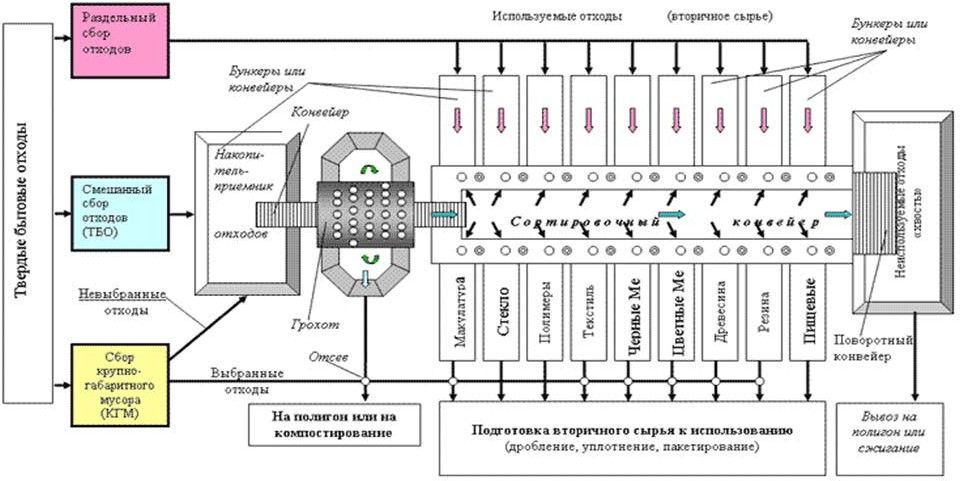 Твердые бытовые отходы
Раздельный
сбор
отходов
Используемые отходы (вторичное сырье)
Бункеры или
конвейеры
Бункеры или
конвейеры
Конвейер
Накопи-
тель-
приемник
отходов
Смешанный
сбор
отходов
(ТБО)
Сортировочный конвейер
Неиспользуемые отходы
«хвосты»
Невыбранные
отходы
Грохот
Макулатура
Стекло
Полимеры
Текстиль
Черные Ме
Цветные Ме
Древесина
Резина
Пищевые
Поворотный
конвейер
Сбор
крупно-
габаритного
мусора
(КГМ)
Отсев
Выбранные
отходы
На полигон или на
компостирование
Подготовка вторичного сырья к использованию
(дробление, уплотнение, пакетирование)
Вывоз на
полигон или
сжигание